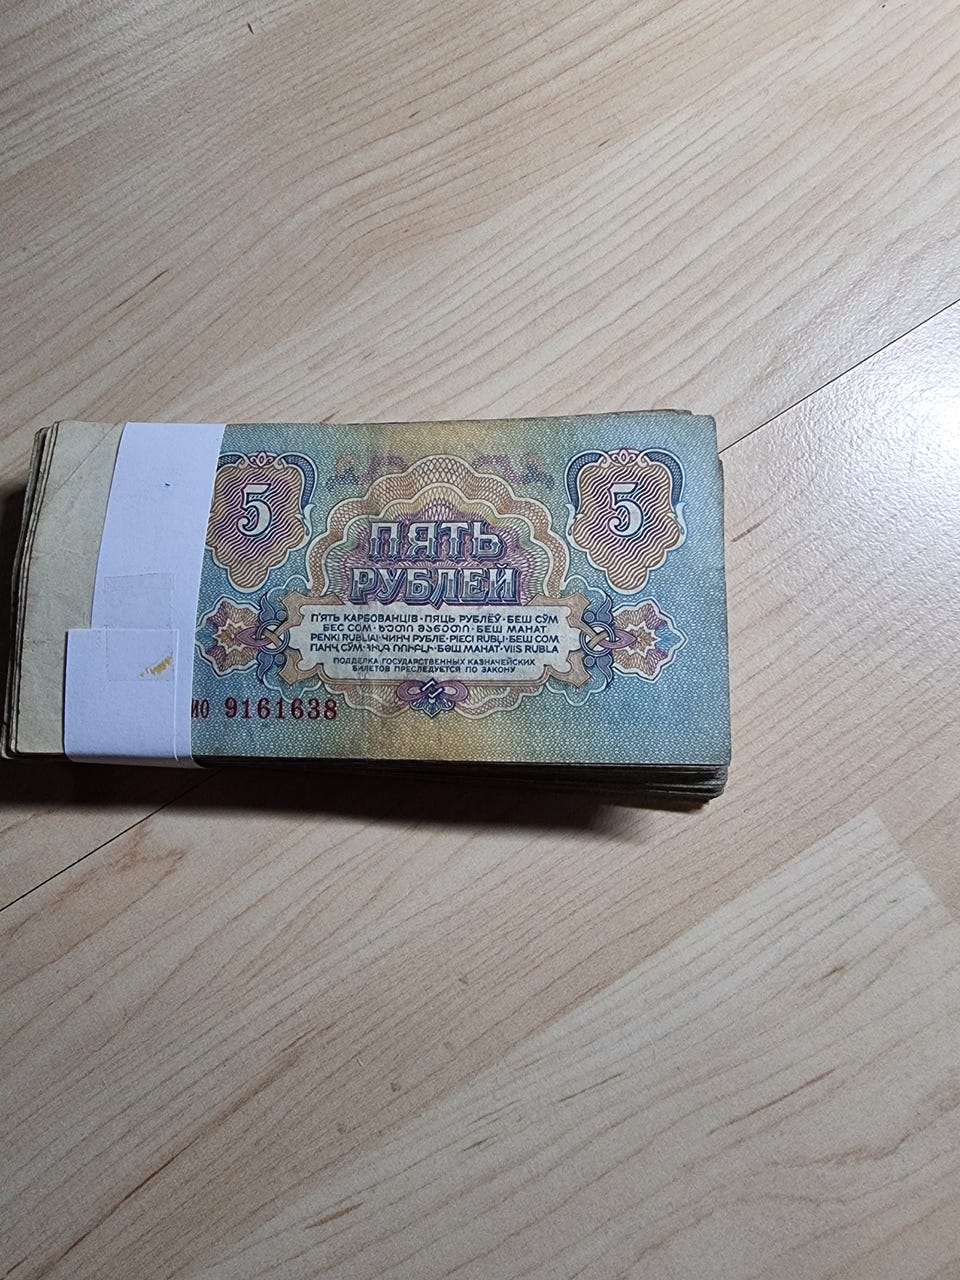 5
5
ПЯТЬ
РУБЛЕЙ
П'ЯТЬ КАРБОВАНЦІВ · ПЯЦЬ РУБЛЁЎ · БЕШ СЎМ
БЕС СОМ · ᲮᲣᲗᲘ ᲛᲐᲜᲔᲗᲘ · БЕШ МАНАТ
PENKI RUBLIAI · ЧИНЧ РУБЛЕ · PIECI RUBĻI · БЕШ СОМ
ПАНҶ СЎМ · ՀԻՆԳ ՌՈՒԲԼԻ · БӘШ МАНАТ · VIIS RUBLA
ПОДДЕЛКА ГОСУДАРСТВЕННЫХ КАЗНАЧЕЙСКИХ
БИЛЕТОВ ПРЕСЛЕДУЕТСЯ ПО ЗАКОНУ
ио 9161638